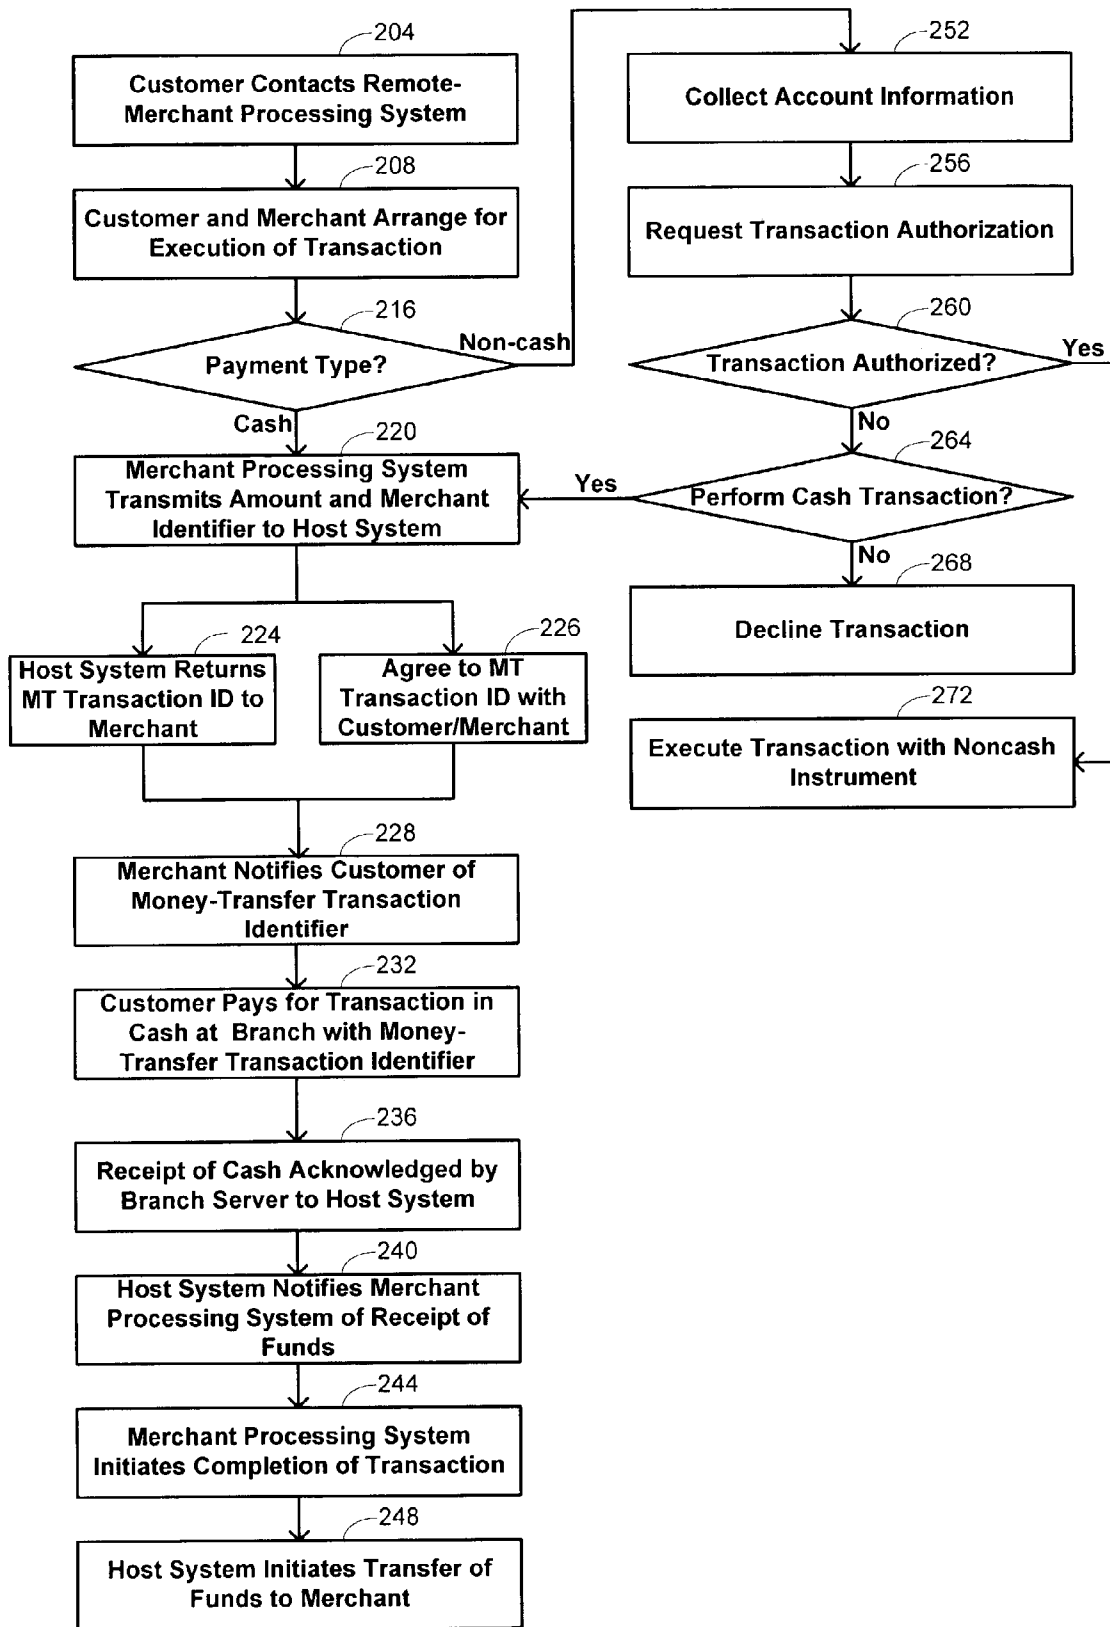 204
Customer Contacts Remote-
Merchant Processing System
208
Customer and Merchant Arrange for
Execution of Transaction
216
Payment Type?
Non-cash
Cash
220
Merchant Processing System
Transmits Amount and Merchant
Identifier to Host System
224
Host System Returns
MT Transaction ID to
Merchant
226
Agree to MT
Transaction ID with
Customer/Merchant
228
Merchant Notifies Customer of
Money-Transfer Transaction
Identifier
232
Customer Pays for Transaction in
Cash at Branch with Money-
Transfer Transaction Identifier
236
Receipt of Cash Acknowledged by
Branch Server to Host System
240
Host System Notifies Merchant
Processing System of Receipt of
Funds
244
Merchant Processing System
Initiates Completion of Transaction
248
Host System Initiates Transfer of
Funds to Merchant
252
Collect Account Information
256
Request Transaction Authorization
260
Transaction Authorized?
Yes
No
264
Perform Cash Transaction?
Yes
No
268
Decline Transaction
272
Execute Transaction with Noncash
Instrument